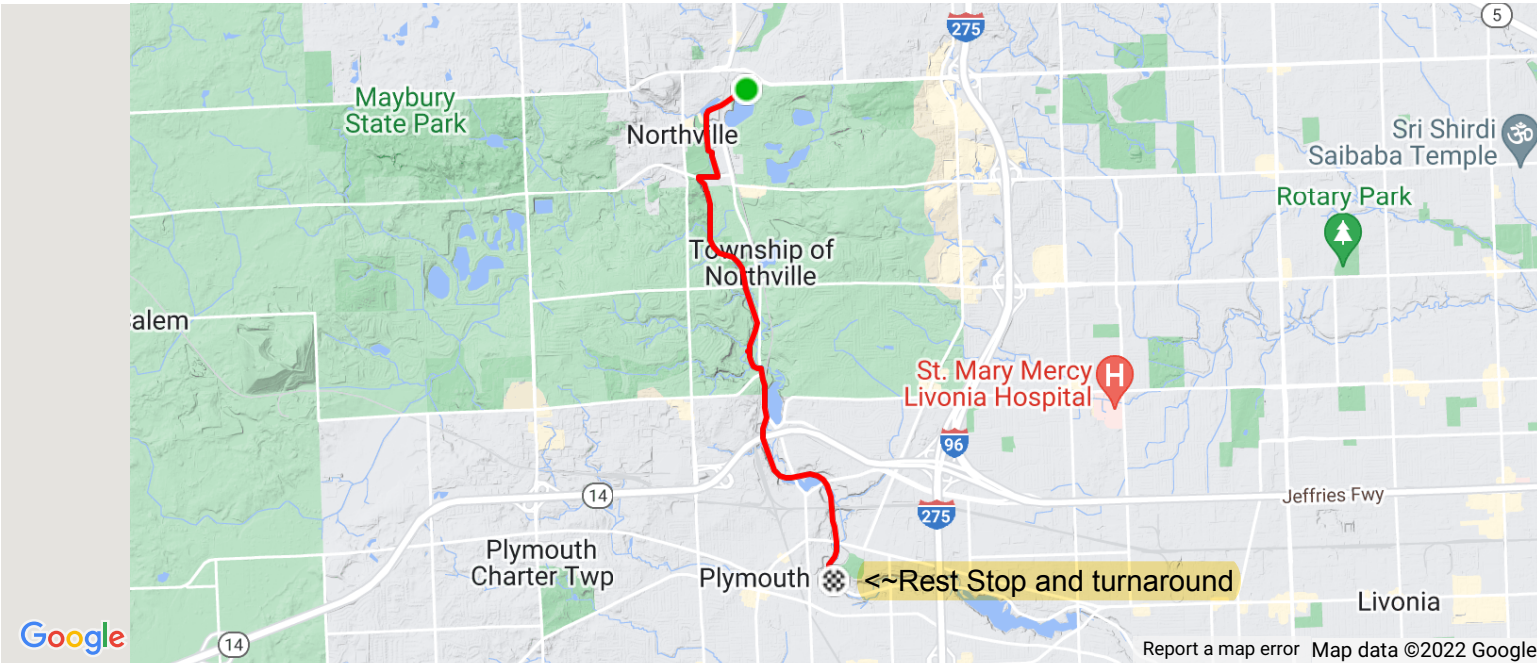 5
275
Maybury
State Park
Northville
Sri Shirdi
Saibaba Temple
Rotary Park
Township of
Northville
alem
St. Mary Mercy
Livonia Hospital
H
96
14
Jeffries Fwy
275
Plymouth
Charter Twp
Plymouth
<~Rest Stop and turnaround
Livonia
Google
14
Report a map error
Map data ©2022 Google